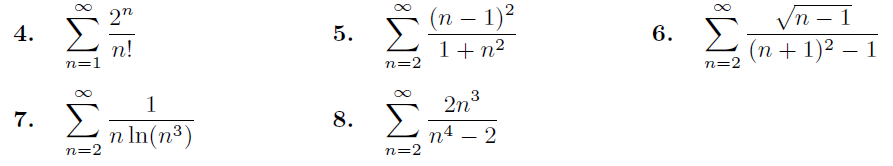 4. $\sum_{n=1}^{\infty} \frac{2^n}{n!}$ 5. $\sum_{n=2}^{\infty} \frac{(n-1)^2}{1+n^2}$ 6. $\sum_{n=2}^{\infty} \frac{\sqrt{n-1}}{(n+1)^2-1}$
7. $\sum_{n=2}^{\infty} \frac{1}{n\ln(n^3)}$ 8. $\sum_{n=2}^{\infty} \frac{2n^3}{n^4-2}$